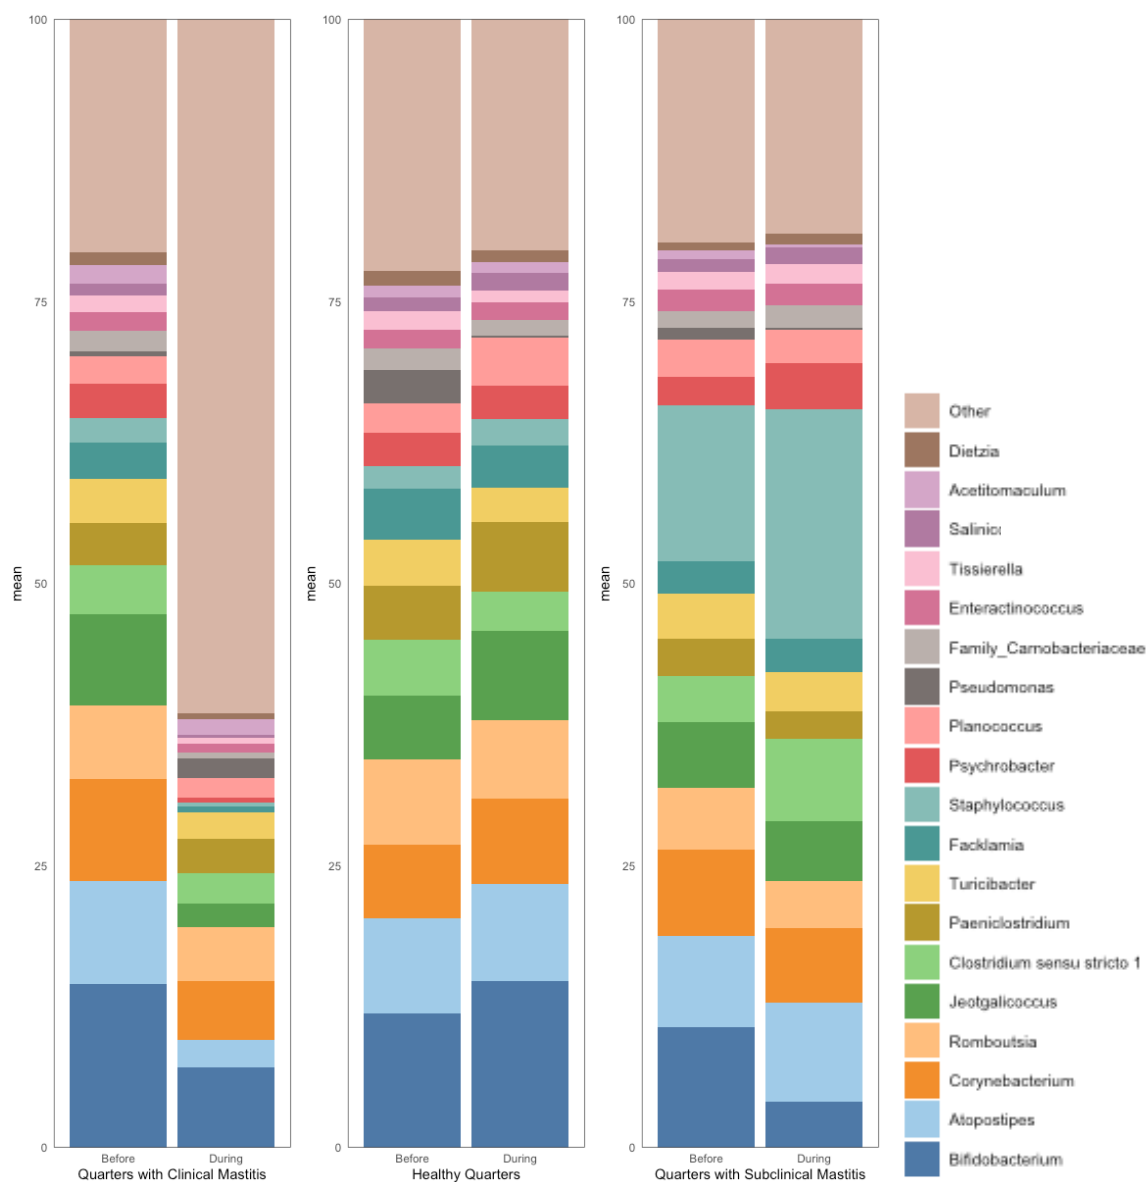 100
75
50
25
0
mean
Before
During
Quarters with Clinical Mastitis
100
75
50
25
0
mean
Before
During
Healthy Quarters
100
75
50
25
0
mean
Before
During
Quarters with Subclinical Mastitis
Other
Dietzia
Acetitomaculum
Tissierella
Enteractinococcus
Family_Carnobacteriaceae
Pseudomonas
Planococcus
Psychrobacter
Staphylococcus
Facklamia
Turicibacter
Paeniclostridium
Clostridium sensu stricto 1
Jeotgalicoccus
Romboutsia
Corynebacterium
Atopostipes
Bifidobacterium